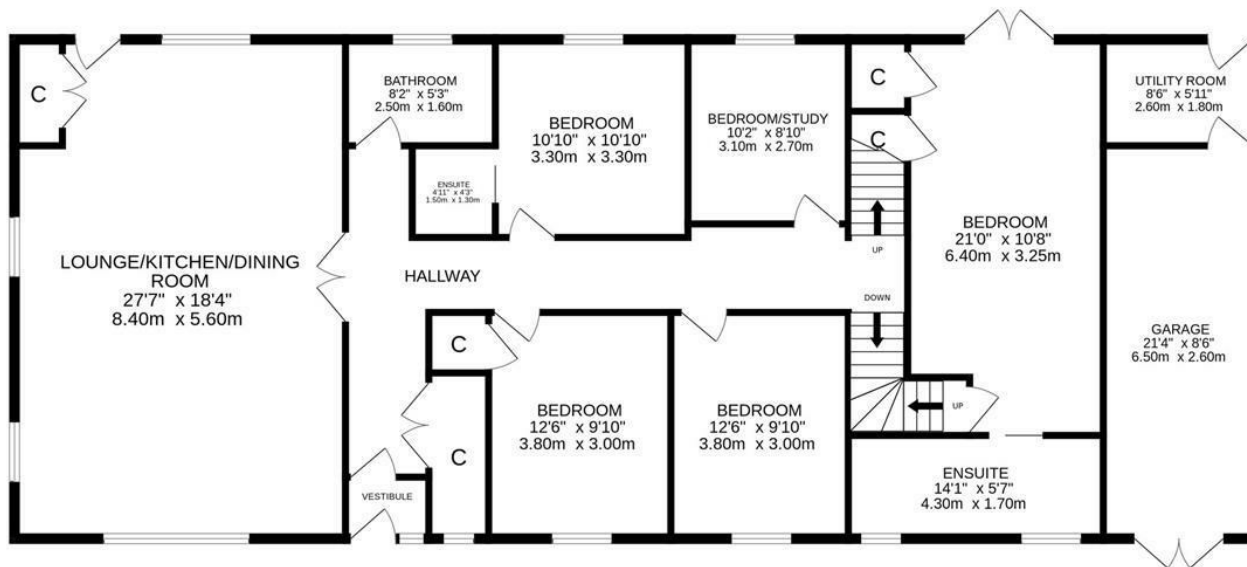 C
LOUNGE/KITCHEN/DINING
ROOM
27'7" x 18'4"
8.40m x 5.60m
BATHROOM
8'2" x 5'3"
2.50m x 1.60m
ENSUITE
4'11" x 4'3"
1.50m x 1.30m
BEDROOM
10'10" x 10'10"
3.30m x 3.30m
BEDROOM/STUDY
10'2" x 8'10"
3.10m x 2.70m
C
C
UP
DOWN
UP
BEDROOM
21'0" x 10'8"
6.40m x 3.25m
UTILITY ROOM
8'6" x 5'11"
2.60m x 1.80m
GARAGE
21'4" x 8'6"
6.50m x 2.60m
HALLWAY
C
C
VESTIBULE
BEDROOM
12'6" x 9'10"
3.80m x 3.00m
BEDROOM
12'6" x 9'10"
3.80m x 3.00m
ENSUITE
14'1" x 5'7"
4.30m x 1.70m